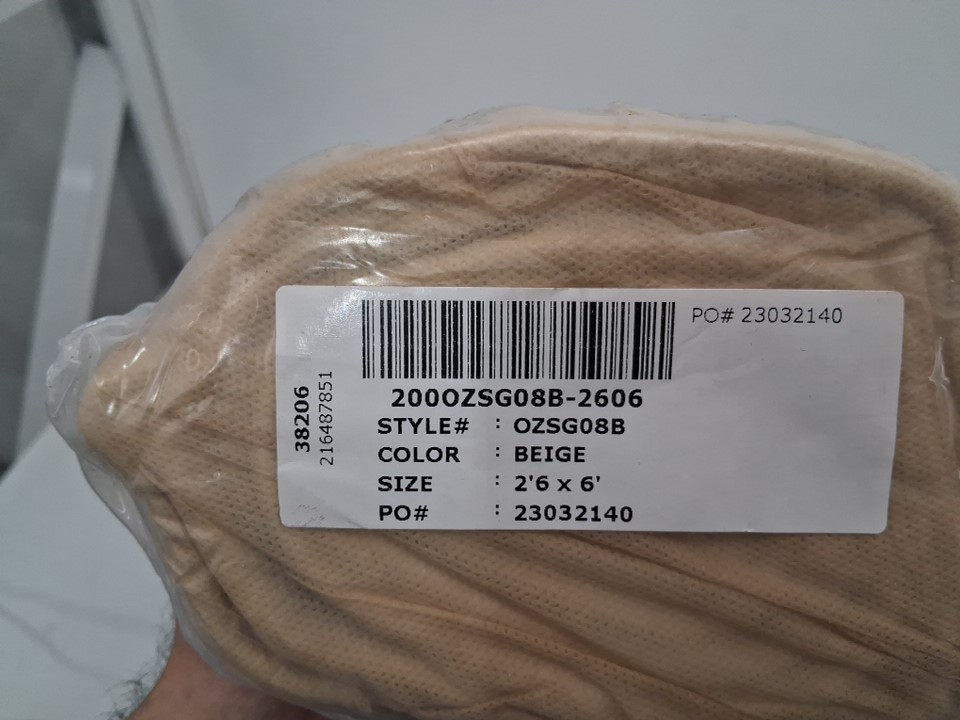 PO# 23032140
200OZSG08B-2606
STYLE# : OZSG08B
COLOR : BEIGE
SIZE : 2'6 x 6'
PO# : 23032140
38206
216487851